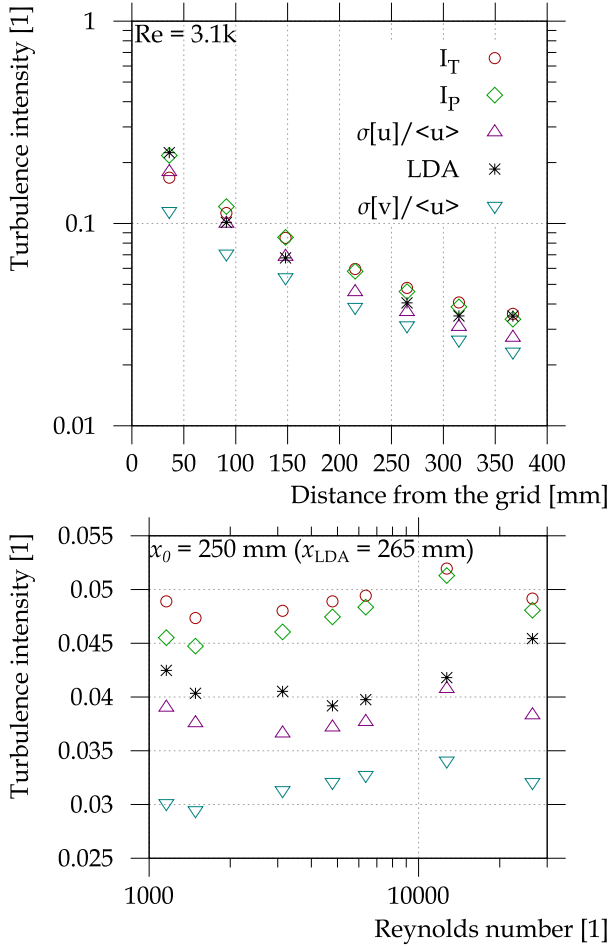 Turbulence intensity [1]
1
0.1
0.01
Re = 3.1k
I_T
I_P
σ[u]/<u>
LDA
σ[v]/<u>
0 50 100 150 200 250 300 350 400
Distance from the grid [mm]
Turbulence intensity [1]
0.055
0.05
0.045
0.04
0.035
0.03
0.025
x₀ = 250 mm (x_LDA = 265 mm)
1000 10000
Reynolds number [1]